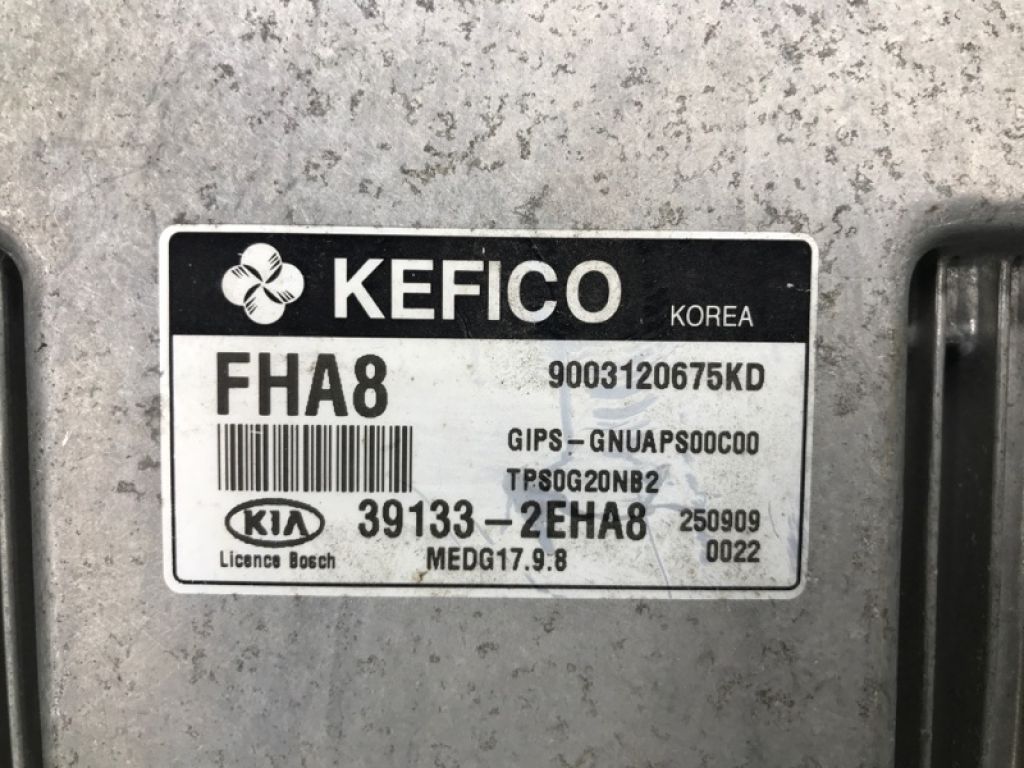 KEFICO KOREA
FHA8 9003120675KD
GIPS-GNUAPS00C00
TPS0G20NB2
KIA 39133-2EHA8 250909
Licence Bosch MEDG17.9.8 0022